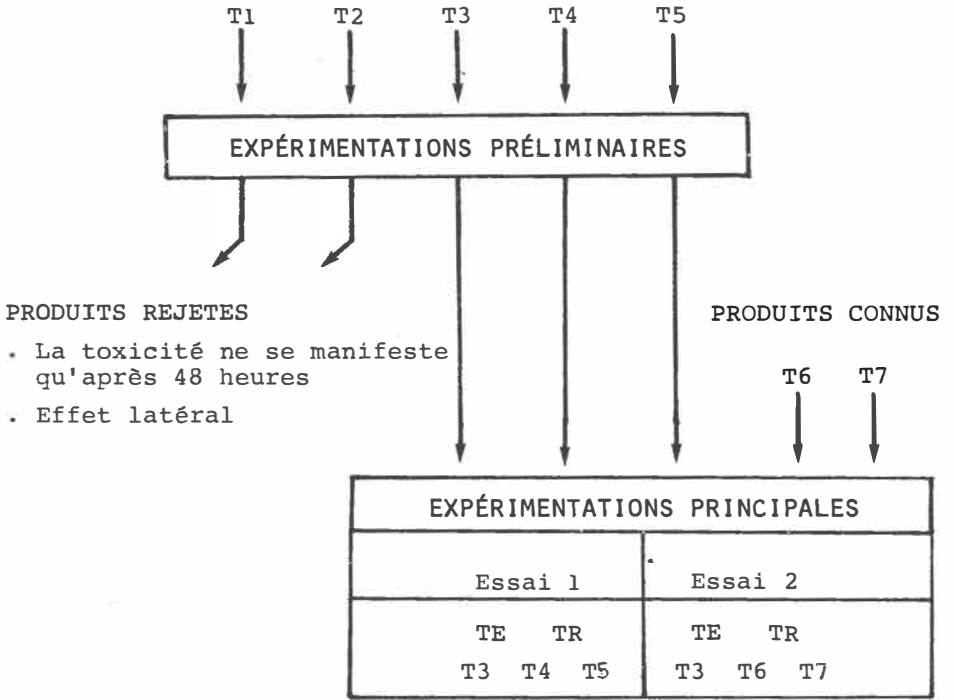 T1 T2 T3 T4 T5
EXPÉRIMENTATIONS PRÉLIMINAIRES
PRODUITS REJETES
. La toxicité ne se manifeste
qu'après 48 heures
. Effet latéral
PRODUITS CONNUS
T6 T7
EXPÉRIMENTATIONS PRINCIPALES
Essai 1 Essai 2
TE TR TE TR
T3 T4 T5 T3 T6 T7